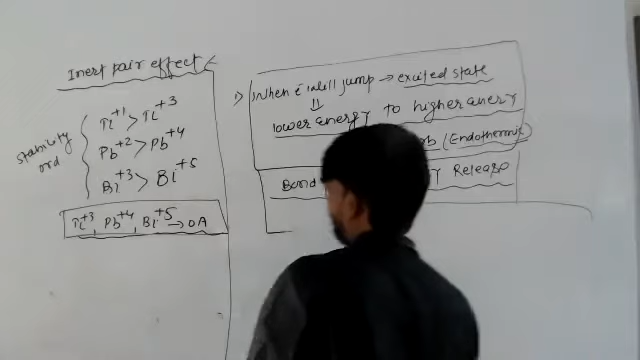 Inert pair effect
stability
ord
Tl+1 > Tl+3
Pb+2 > Pb+4
Bi+3 > Bi+5
Tl+3, Pb+4, Bi+5 → OA
1) When e⁻ will jump → excited state
⇓
lower energy to higher energy
rb (Endothermic)
Bond
y Release